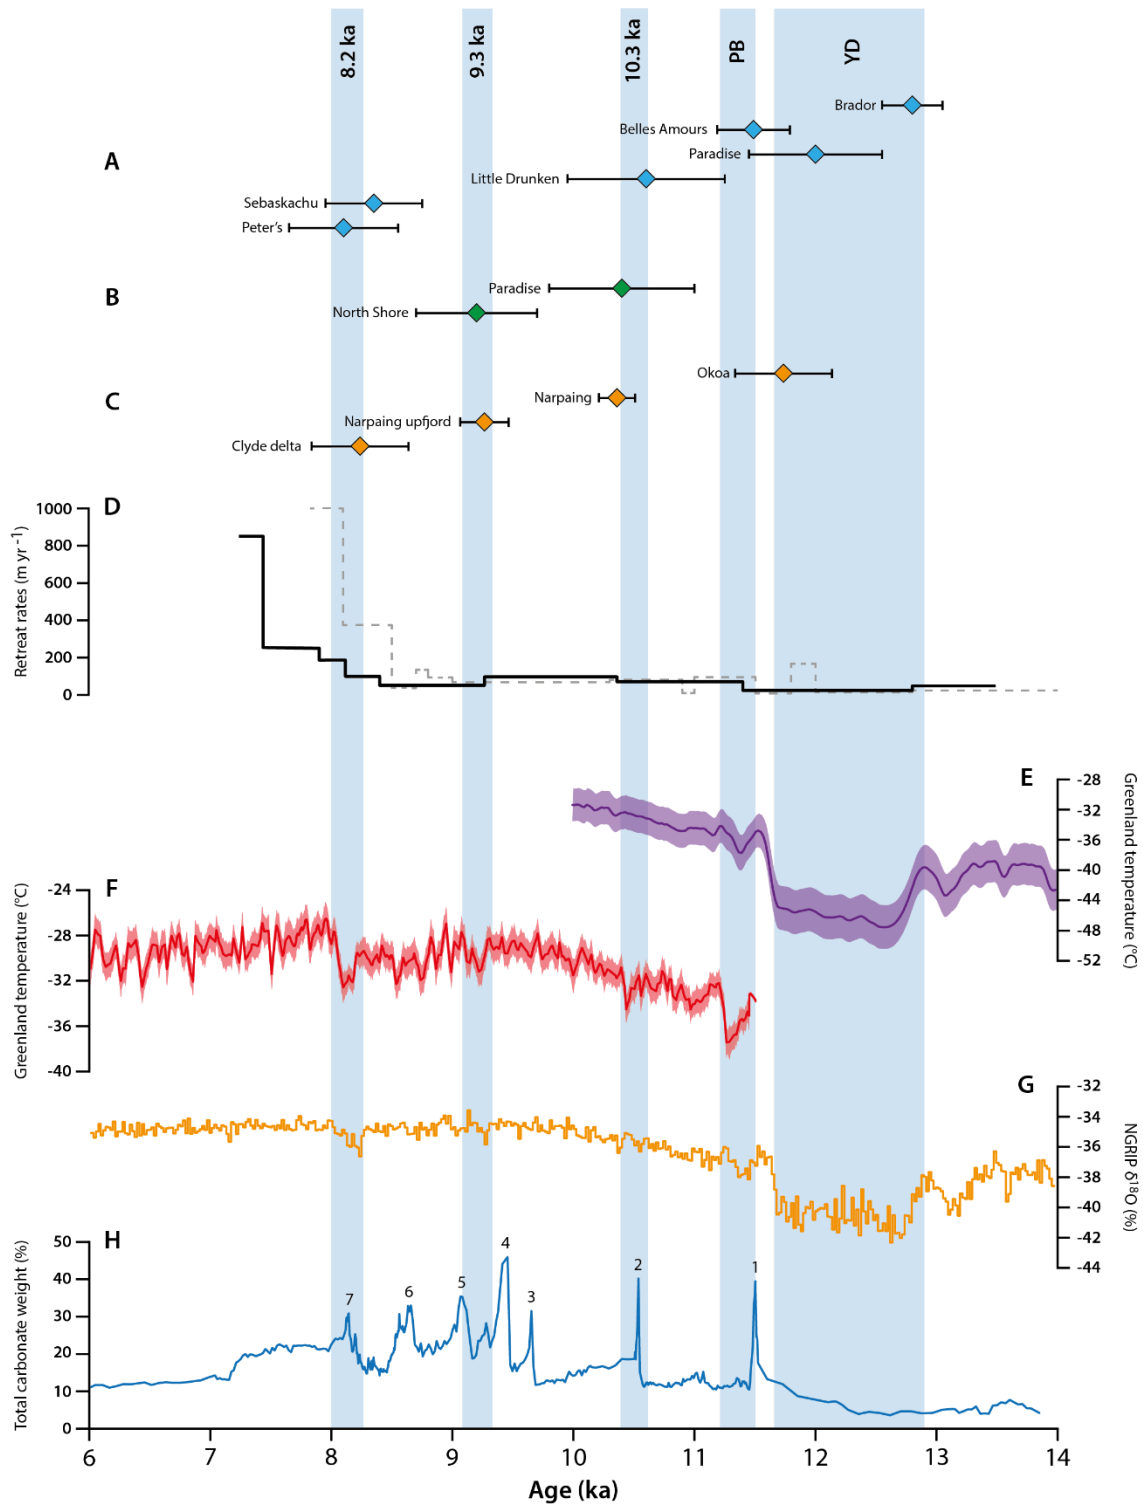 8.2 ka
9.3 ka
10.3 ka
PB
YD
Brador
Belles Amours
A
Paradise
Little Drunken
Sebaskachu
Peter's
B
Paradise
North Shore
C
Okoa
Narpaing
Narpaing upfjord
Clyde delta
D
Retreat rates (m yr -1)
1000
800
600
400
200
0
E
Greenland temperature (°C)
-28
-32
-36
-40
-44
-48
-52
F
Greenland temperature (°C)
-24
-28
-32
-36
-40
G
NGRIP δ18O (%)
-32
-34
-36
-38
-40
-42
-44
H
Total carbonate weight (%)
50
40
30
20
10
0
7
6
5
4
3
2
1
6 7 8 9 10 11 12 13 14
Age (ka)